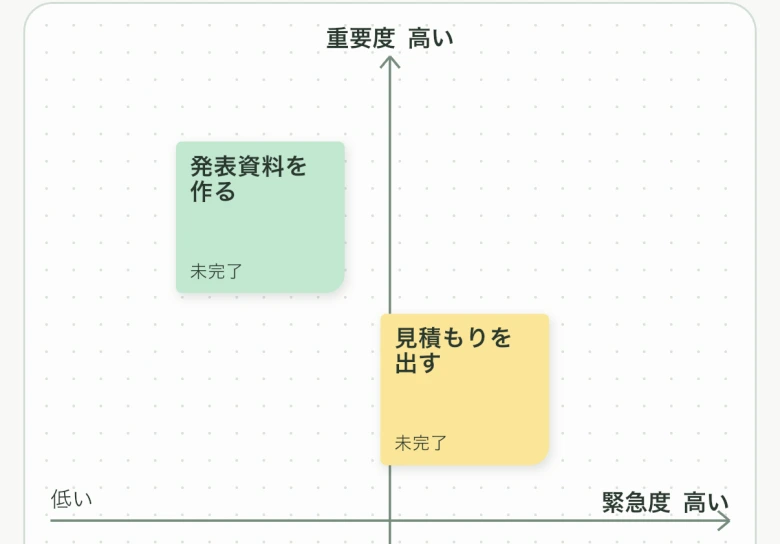 重要度 高い
発表資料を
作る
未完了
見積もりを
出す
未完了
低い
緊急度 高い